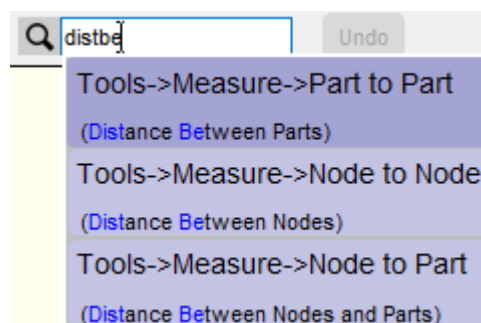 distbe Undo
Tools->Measure->Part to Part
(Distance Between Parts)
Tools->Measure->Node to Node
(Distance Between Nodes)
Tools->Measure->Node to Part
(Distance Between Nodes and Parts)